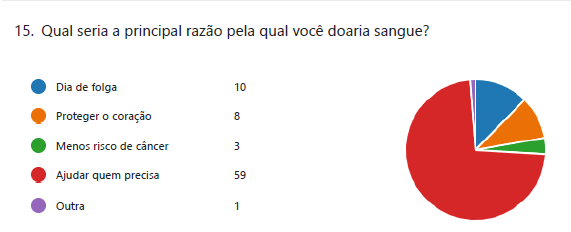 15. Qual seria a principal razão pela qual você doaria sangue?
Dia de folga 10
Proteger o coração 8
Menos risco de câncer 3
Ajudar quem precisa 59
Outra 1